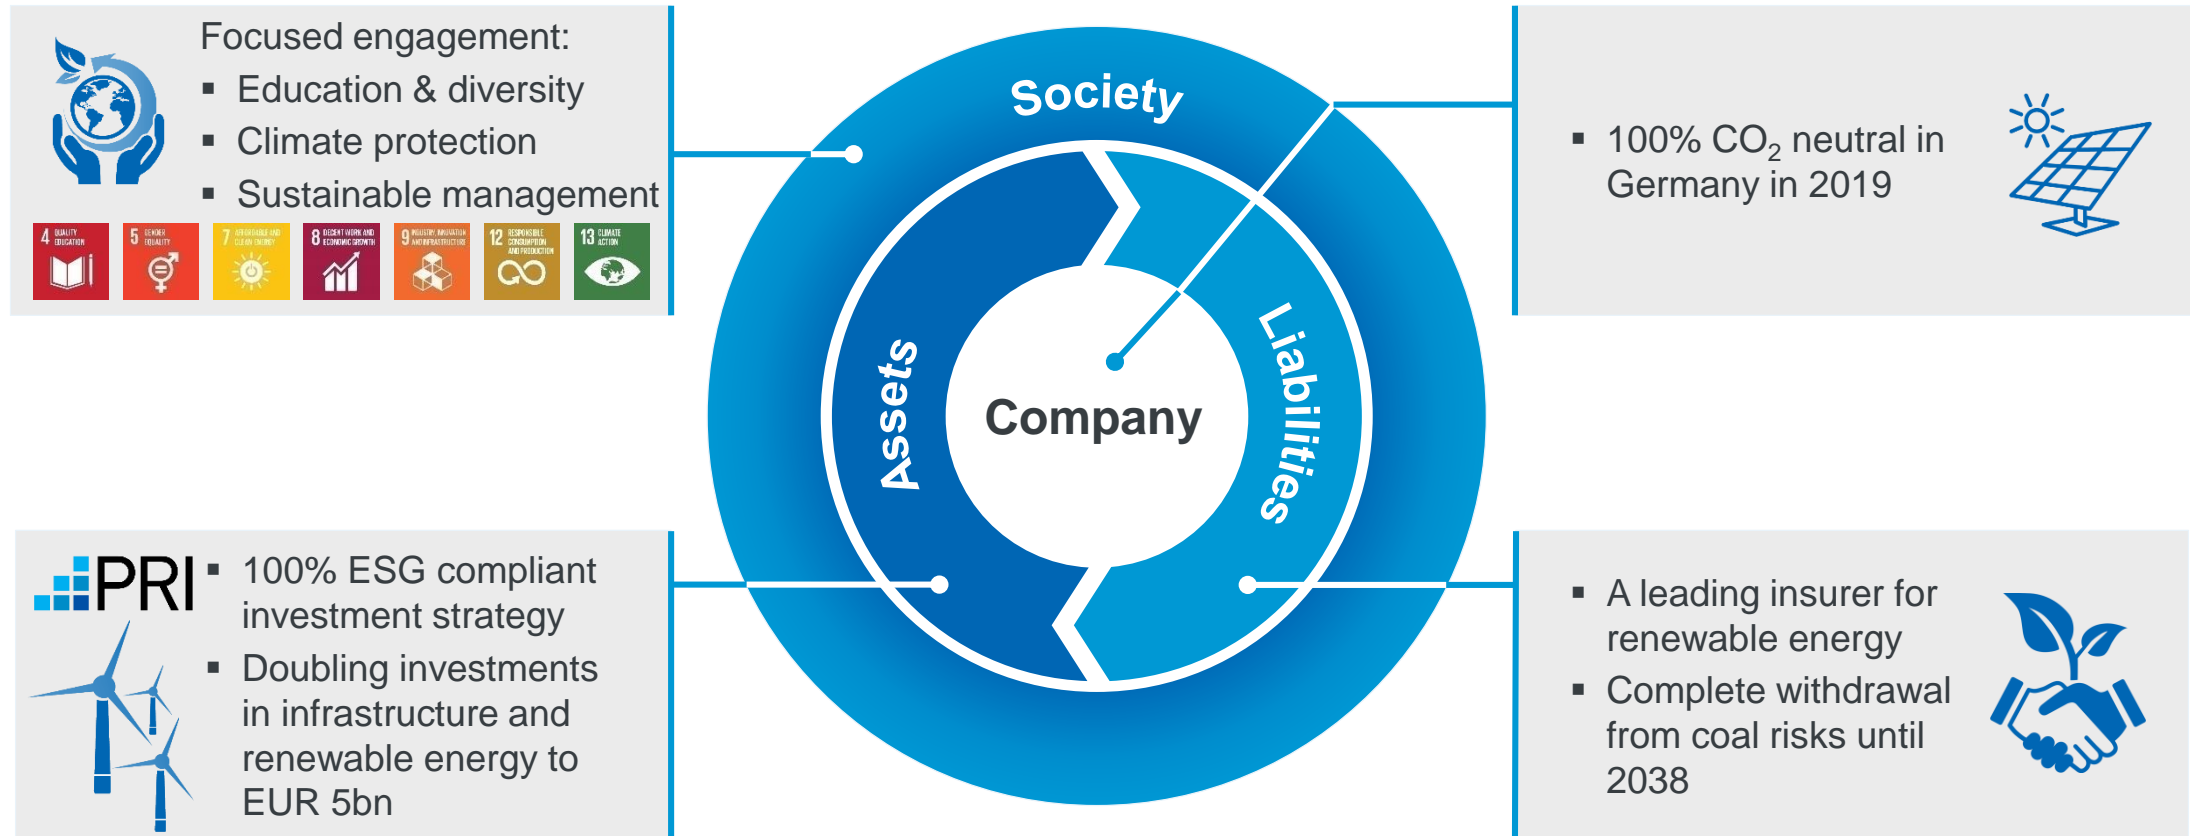 Focused engagement:
▪ Education & diversity
▪ Climate protection
▪ Sustainable management
4 QUALITY
EDUCATION
5 GENDER
EQUALITY
7 AFFORDABLE AND
CLEAN ENERGY
8 DECENT WORK AND
ECONOMIC GROWTH
9 INDUSTRY, INNOVATION
AND INFRASTRUCTURE
12 RESPONSIBLE
CONSUMPTION
AND PRODUCTION
13 CLIMATE
ACTION
Society
Assets
Liabilities
Company
▪ 100% CO₂ neutral in
Germany in 2019
PRI
▪ 100% ESG compliant
investment strategy
▪ Doubling investments
in infrastructure and
renewable energy to
EUR 5bn
▪ A leading insurer for
renewable energy
▪ Complete withdrawal
from coal risks until
2038